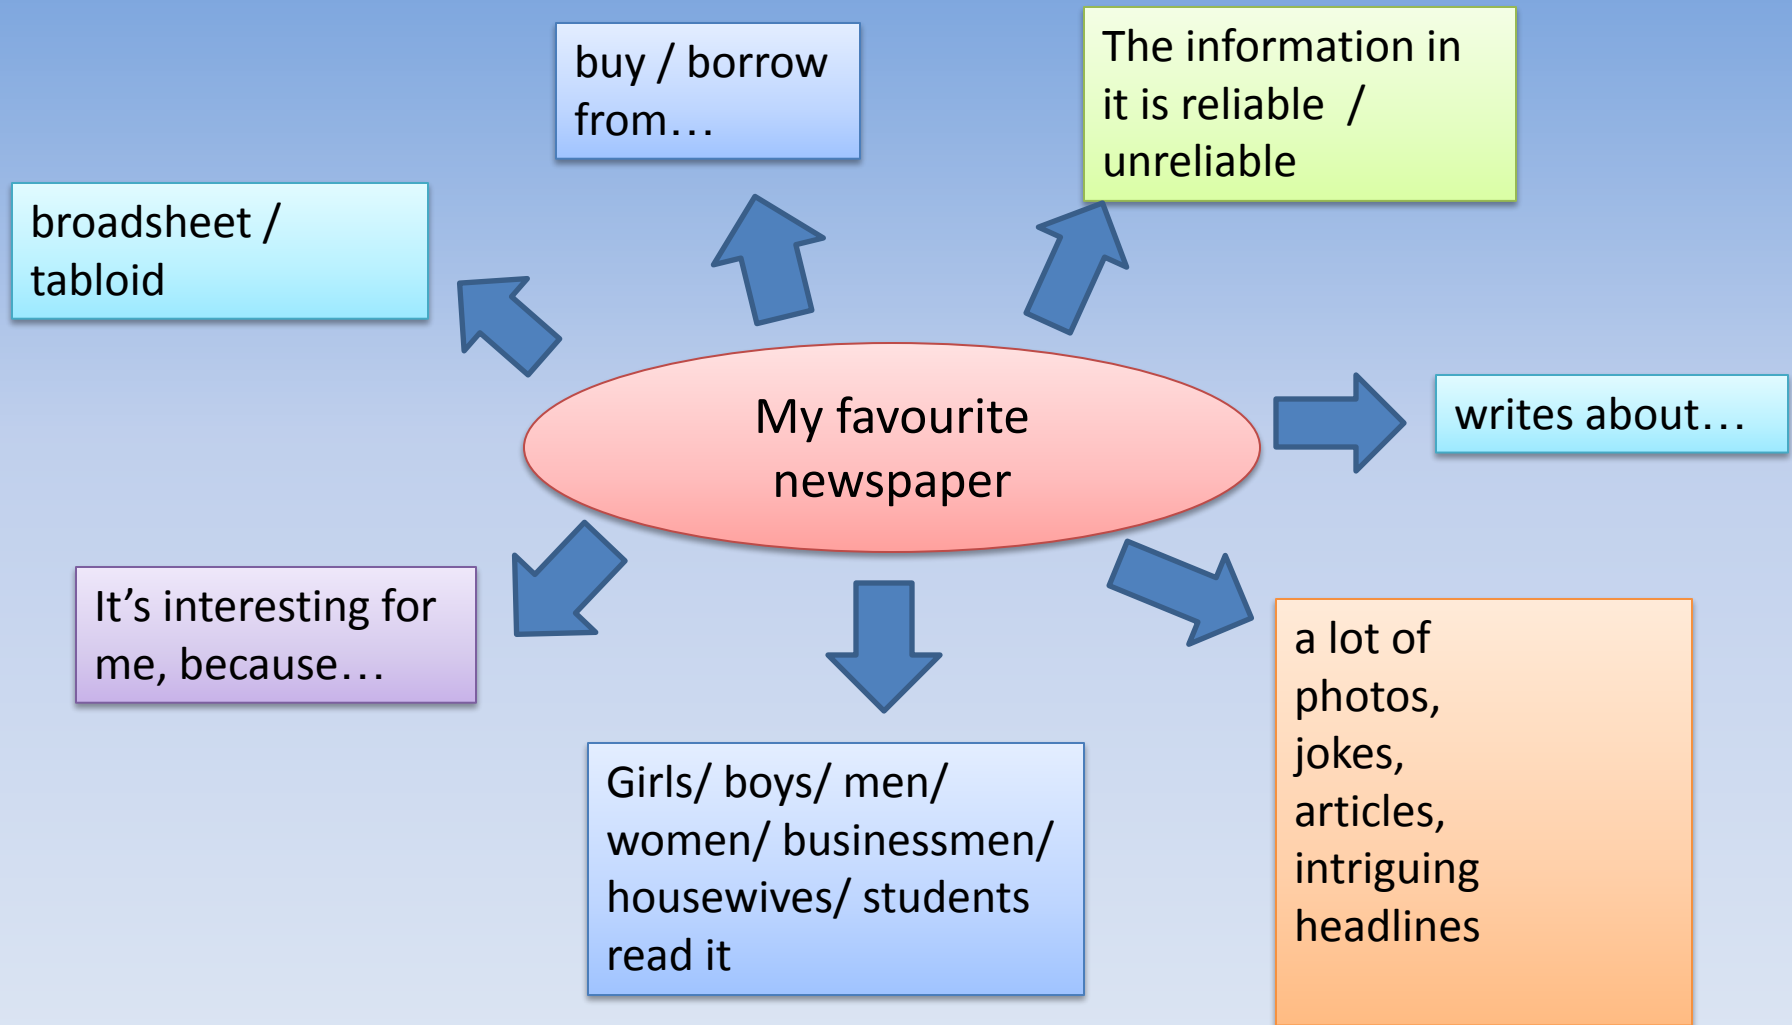 buy / borrow
from…
The information in
it is reliable  /
unreliable
broadsheet /
tabloid
My favourite
newspaper
writes about…
It’s interesting for
me, because…
Girls/ boys/ men/
women/ businessmen/
housewives/ students
read it
a lot of
photos,
jokes,
articles,
intriguing
headlines